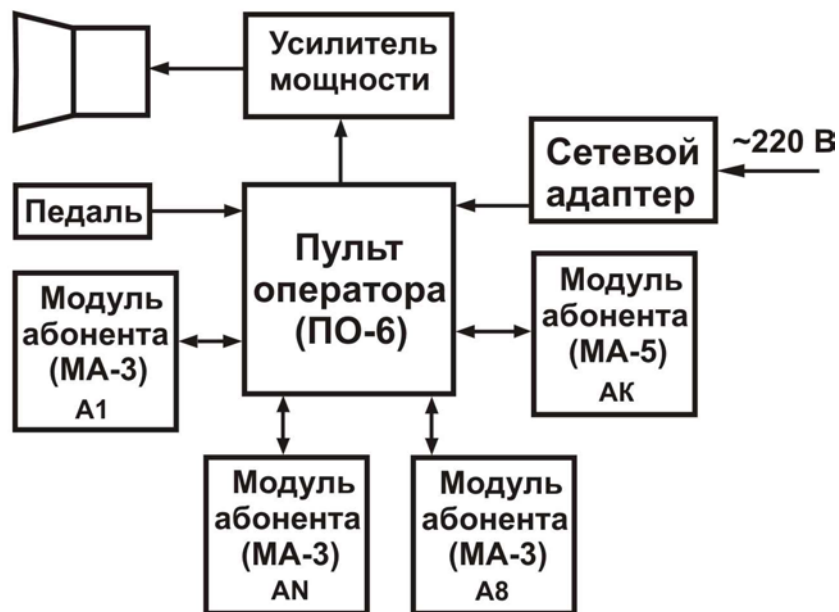 Усилитель
мощности
~220 В
Сетевой
адаптер
Педаль
Пульт
оператора
(ПО-6)
Модуль
абонента
(МА-3)
А1
Модуль
абонента
(МА-5)
АК
Модуль
абонента
(МА-3)
AN
Модуль
абонента
(МА-3)
А8